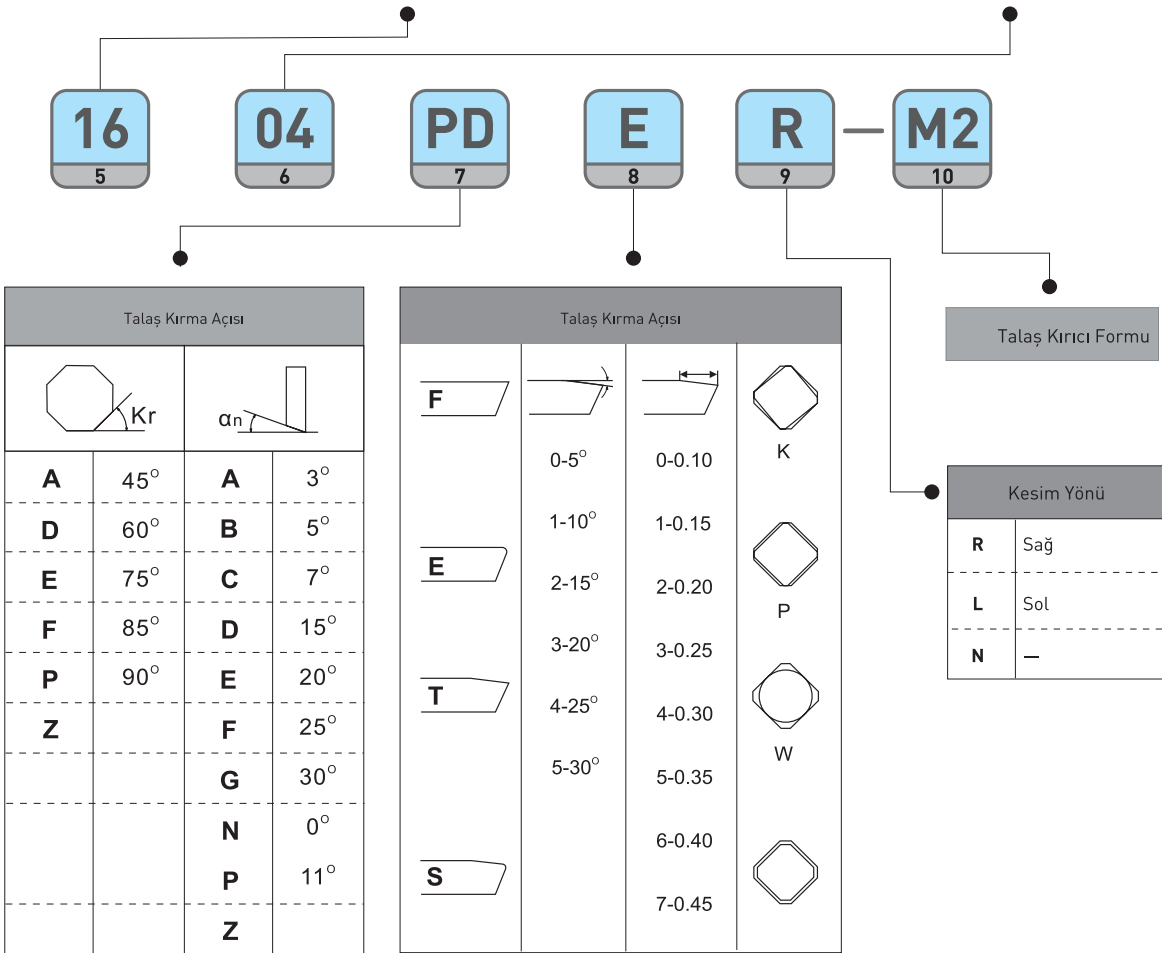 16 04 PD E R — M2
5 6 7 8 9 10
Talaş Kırma Açısı
Kr αn
A 45° A 3°
D 60° B 5°
E 75° C 7°
F 85° D 15°
P 90° E 20°
Z F 25°
G 30°
N 0°
P 11°
Z
Talaş Kırma Açısı
F
0-5° 0-0.10 K
1-10° 1-0.15
E
2-15° 2-0.20 P
3-20° 3-0.25
T
4-25° 4-0.30
W
5-30° 5-0.35
6-0.40
S
7-0.45
Talaş Kırıcı Formu
Kesim Yönü
R Sağ
L Sol
N —